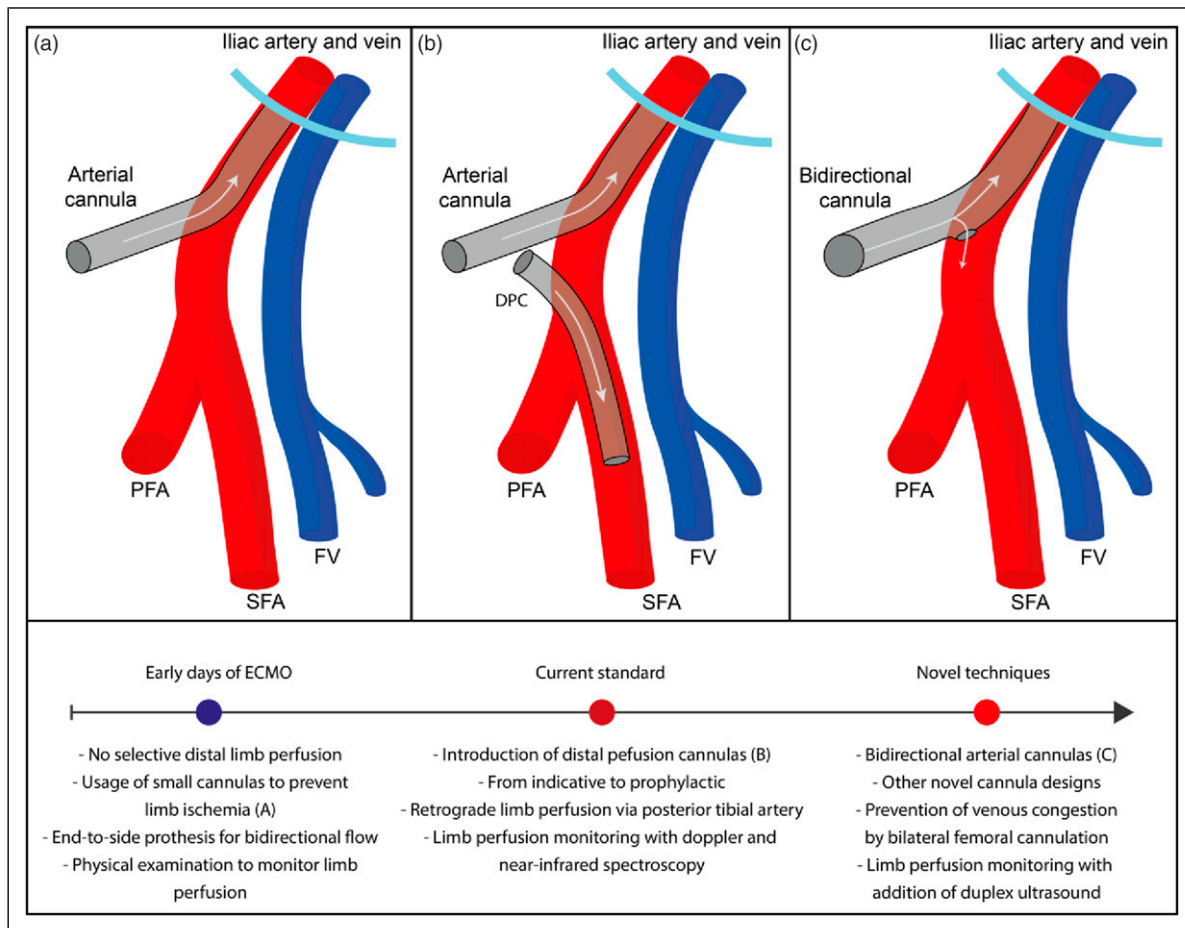 (a)
Iliac artery and vein
Arterial
cannula
PFA
FV
SFA
(b)
Iliac artery and vein
Arterial
cannula
DPC
PFA
FV
SFA
(c)
Iliac artery and vein
Bidirectional
cannula
PFA
FV
SFA
Early days of ECMO
- No selective distal limb perfusion
- Usage of small cannulas to prevent
limb ischemia (A)
- End-to-side prothesis for bidirectional flow
- Physical examination to monitor limb
perfusion
Current standard
- Introduction of distal pefusion cannulas (B)
- From indicative to prophylactic
- Retrograde limb perfusion via posterior tibial artery
- Limb perfusion monitoring with doppler and
near-infrared spectroscopy
Novel techniques
- Bidirectional arterial cannulas (C)
- Other novel cannula designs
- Prevention of venous congestion
by bilateral femoral cannulation
- Limb perfusion monitoring with
addition of duplex ultrasound